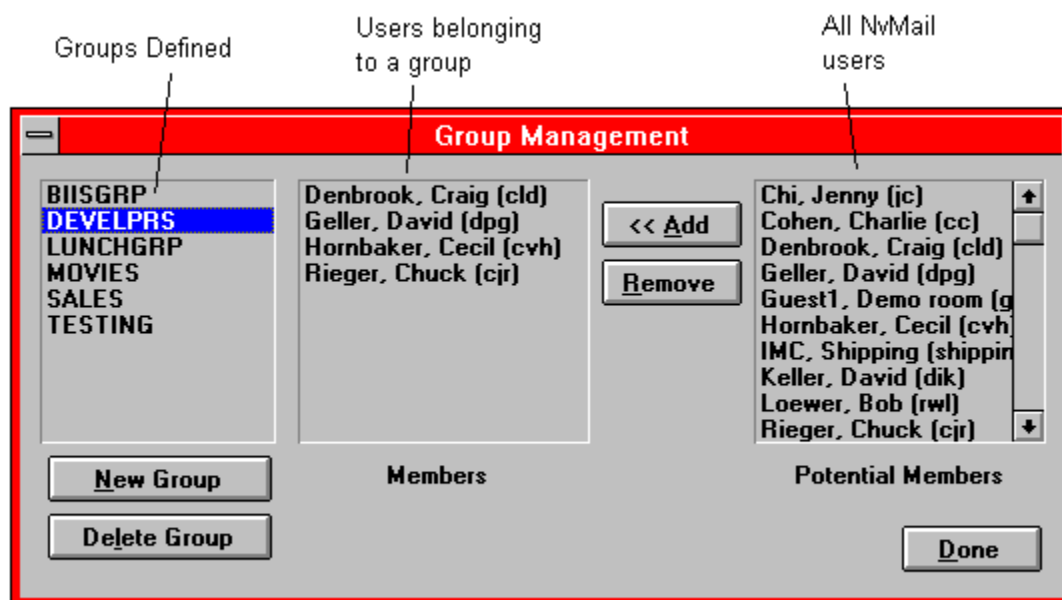 Groups Defined
Users belonging
to a group
All NvMail
users
Group Management
BIISGRP
DEVELPRS
LUNCHGRP
MOVIES
SALES
TESTING
Denbrook, Craig (cld)
Geller, David (dpg)
Hornbaker, Cecil (cvh)
Rieger, Chuck (cjr)
<< Add
Remove
Chi, Jenny (jc)
Cohen, Charlie (cc)
Denbrook, Craig (cld)
Geller, David (dpg)
Guest1, Demo room (g
Hornbaker, Cecil (cvh)
IMC, Shipping (shippin
Keller, David (dik)
Loewer, Bob (rwl)
Rieger, Chuck (cjr)
New Group
Delete Group
Members
Potential Members
Done